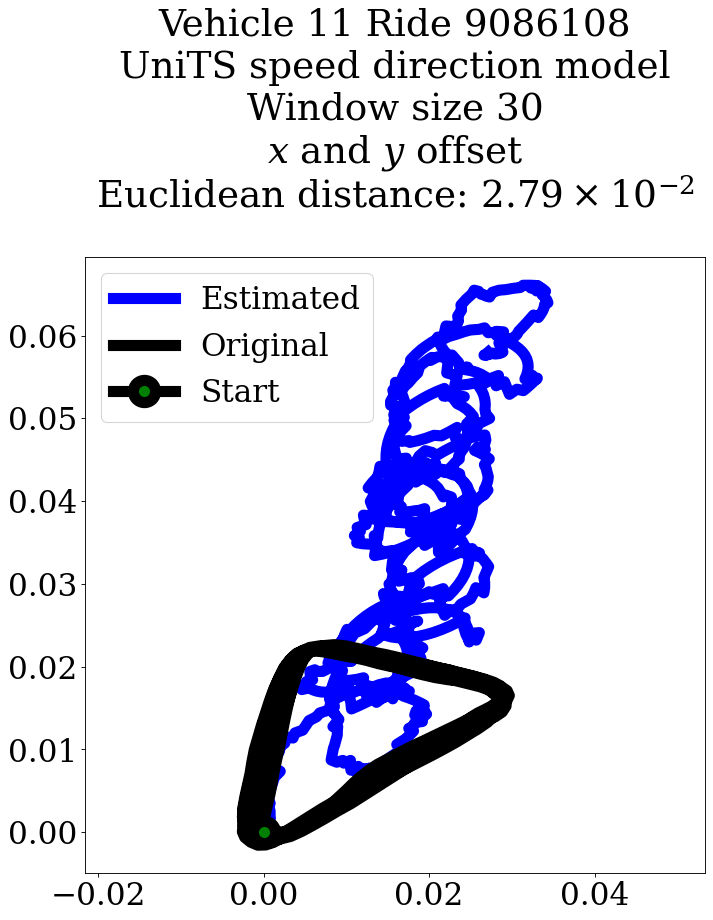 Vehicle 11 Ride 9086108
UniTS speed direction model
Window size 30
x and y offset
Euclidean distance: 2.79 × 10⁻²
Estimated
Original
Start
0.06
0.05
0.04
0.03
0.02
0.01
0.00
−0.02 0.00 0.02 0.04